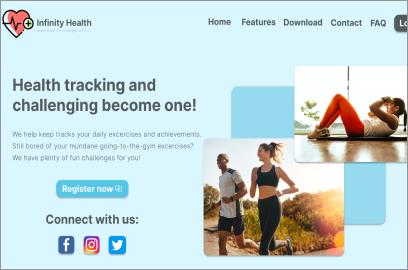 Infinity Health
Home Features Download Contact FAQ Lo
Health tracking and
challenging become one!
We help keep tracks your daily excercises and achievements.
Still bored of your mundane going-to-the-gym excercises?
We have plenty of fun challenges for you!
Register now
Connect with us: